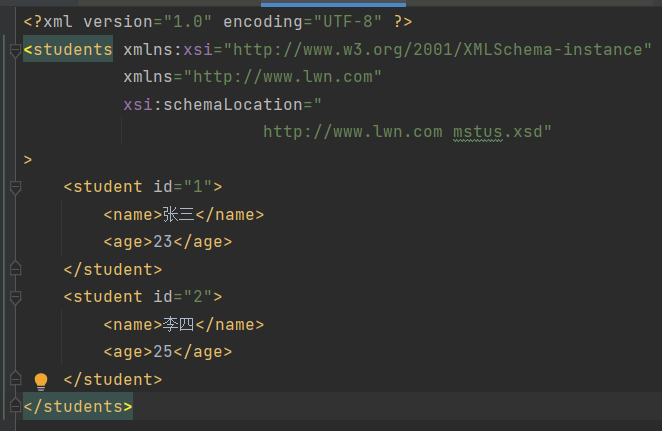 <?xml version="1.0" encoding="UTF-8" ?>
<students xmlns:xsi="http://www.w3.org/2001/XMLSchema-instance"
xmlns="http://www.lwn.com"
xsi:schemaLocation="
http://www.lwn.com mstus.xsd"
>
<student id="1">
<name>张三</name>
<age>23</age>
</student>
<student id="2">
<name>李四</name>
<age>25</age>
</student>
</students>